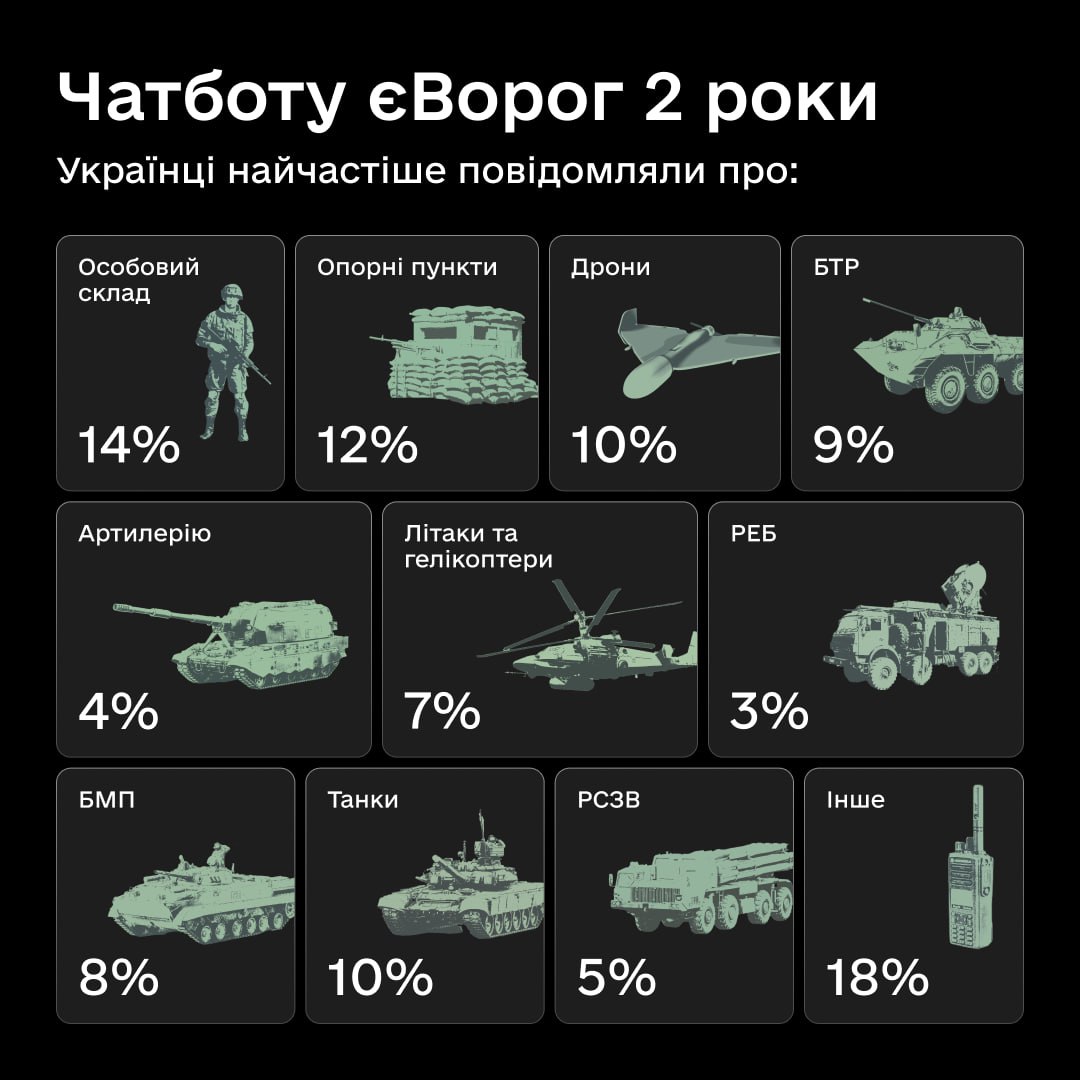 Чатботу єВорог 2 роки
Українці найчастіше повідомляли про:
Особовий
склад
14%
Опорні пункти
12%
Дрони
10%
БТР
9%
Артилерію
4%
Літаки та
гелікоптери
7%
РЕБ
3%
БМП
8%
Танки
10%
РСЗВ
5%
Інше
18%